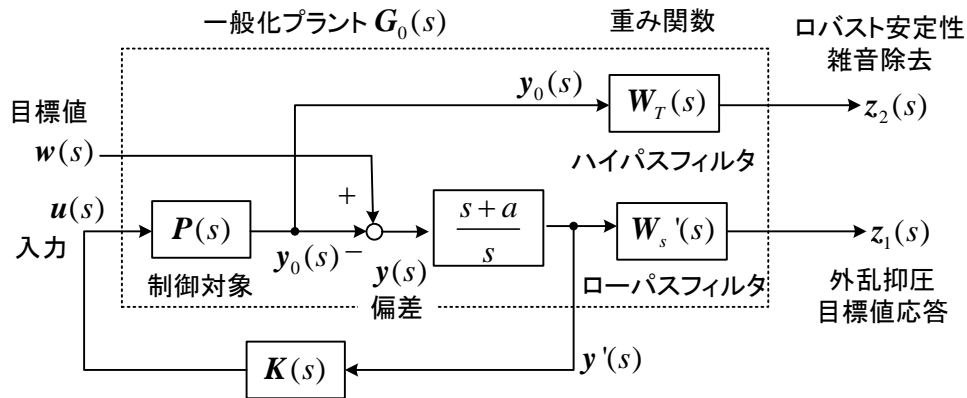 一般化プラント G₀(s)
重み関数
ロバスト安定性
雑音除去
y₀(s)
W_T(s)
z₂(s)
目標値
w(s)
ハイパスフィルタ
+
u(s)
入力
P(s)
制御対象
y₀(s)
−
y(s)
偏差
s+a
s
W_s'(s)
ローパスフィルタ
z₁(s)
外乱抑圧
目標値応答
K(s)
y'(s)